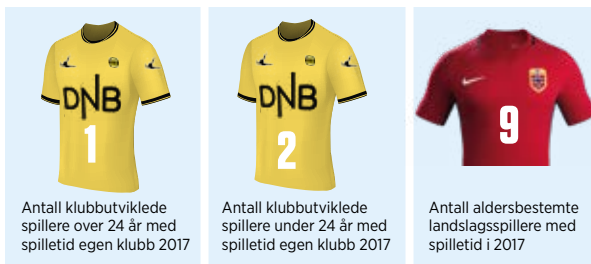 DNB
1
Antall klubbutviklede
spillere over 24 år med
spilletid egen klubb 2017
DNB
2
Antall klubbutviklede
spillere under 24 år med
spilletid egen klubb 2017
9
Antall aldersbestemte
landslagsspillere med
spilletid i 2017